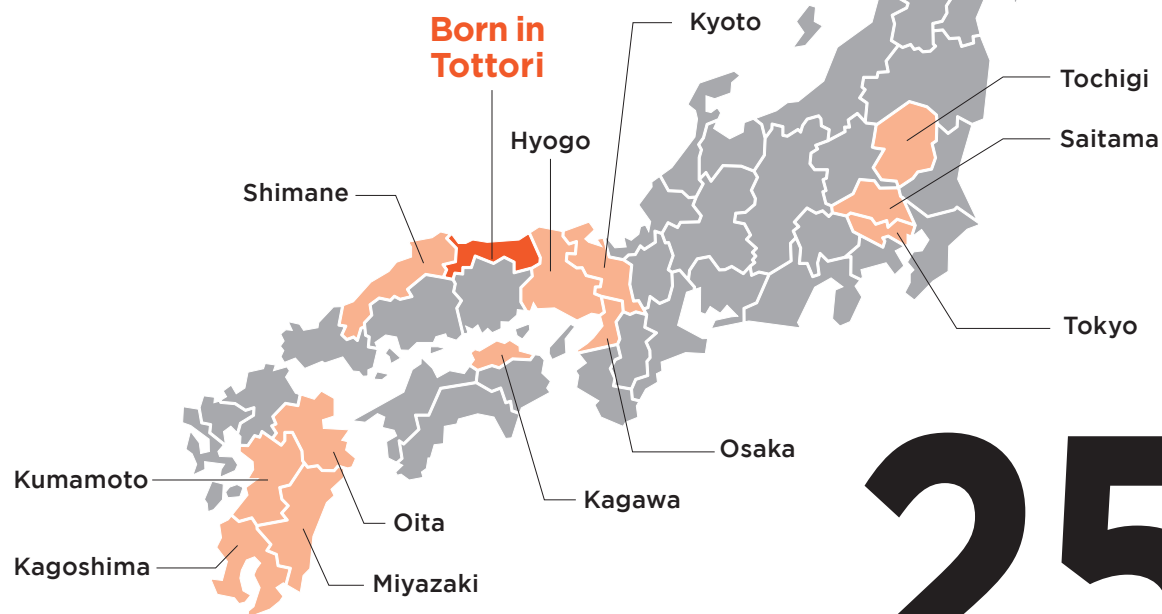 Born in
Tottori
Kyoto
Tochigi
Hyogo
Saitama
Shimane
Tokyo
Osaka
Kumamoto
Kagawa
Oita
Kagoshima
Miyazaki
25